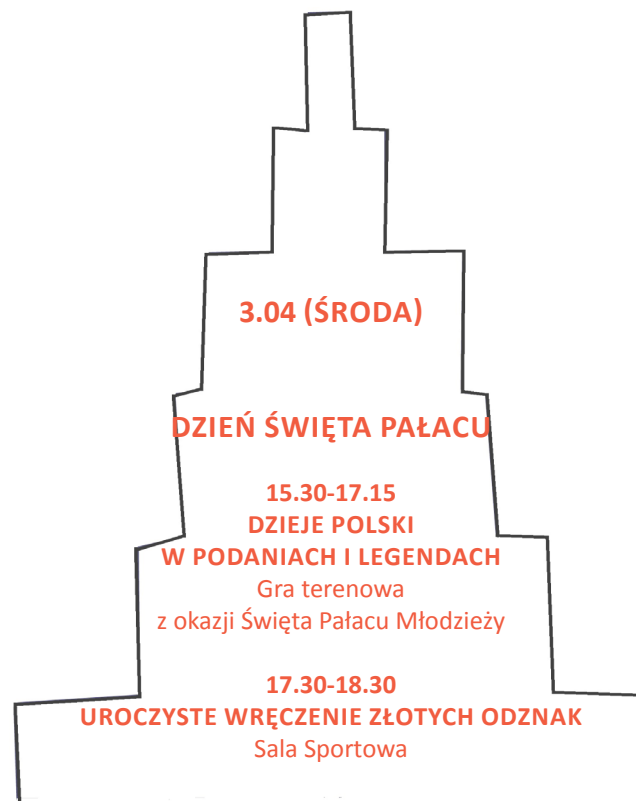 3.04 (ŚRODA)
DZIEŃ ŚWIĘTA PAŁACU
15.30-17.15
DZIEJE POLSKI
W PODANIACH I LEGENDACH
Gra terenowa
z okazji Święta Pałacu Młodzieży
17.30-18.30
UROCZYSTE WRĘCZENIE ZŁOTYCH ODZNAK
Sala Sportowa